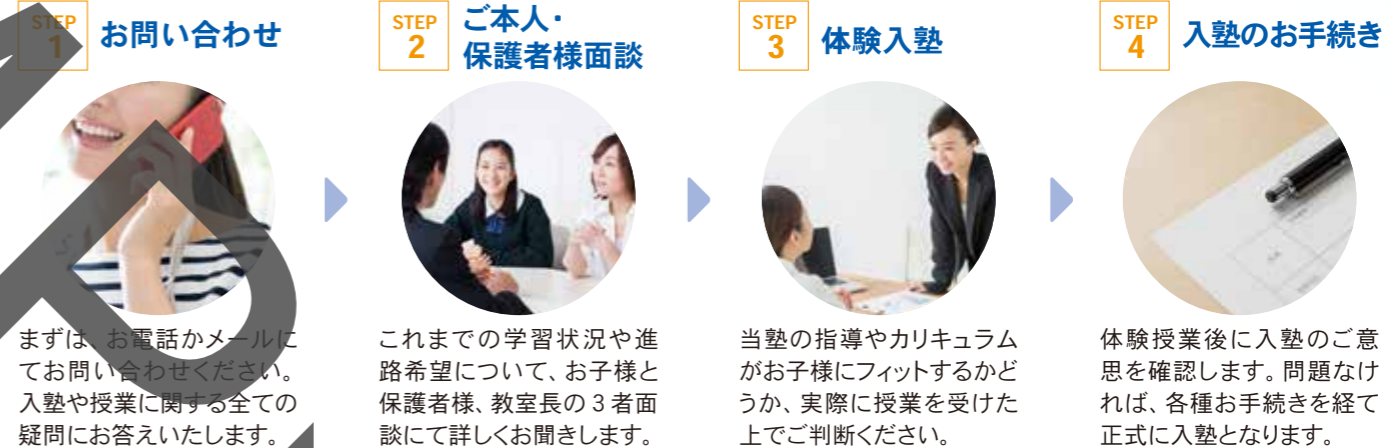 STEP
1
お問い合わせ
まずは、お電話かメールに
てお問い合わせください。
入塾や授業に関する全ての
疑問にお答えいたします。
STEP
2
ご本人・
保護者様面談
これまでの学習状況や進
路希望について、お子様と
保護者様、教室長の3者面
談にて詳しくお聞きします。
STEP
3
体験入塾
当塾の指導やカリキュラム
がお子様にフィットするかど
うか、実際に授業を受けた
上でご判断ください。
STEP
4
入塾のお手続き
体験授業後に入塾のご意
思を確認します。問題なけ
れば、各種お手続きを経て
正式に入塾となります。